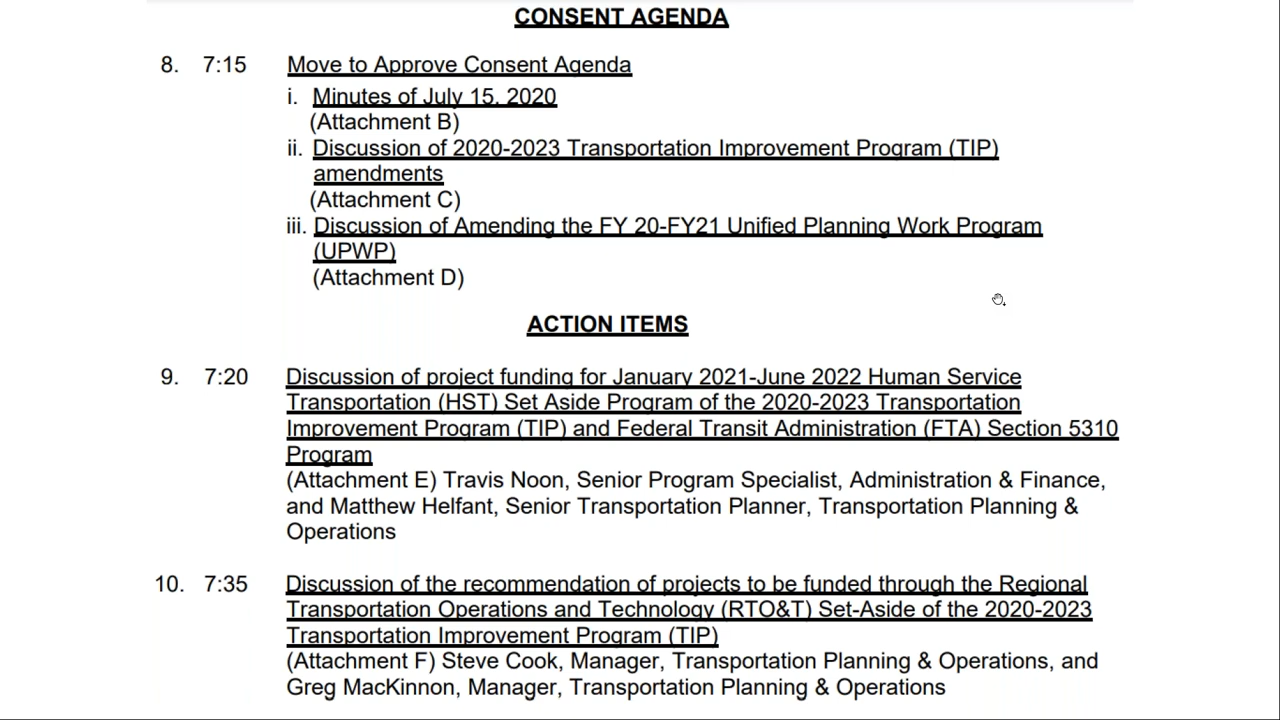 CONSENT AGENDA
8. 7:15 Move to Approve Consent Agenda
i. Minutes of July 15, 2020
(Attachment B)
ii. Discussion of 2020-2023 Transportation Improvement Program (TIP)
amendments
(Attachment C)
iii. Discussion of Amending the FY 20-FY21 Unified Planning Work Program
(UPWP)
(Attachment D)
ACTION ITEMS
9. 7:20 Discussion of project funding for January 2021-June 2022 Human Service
Transportation (HST) Set Aside Program of the 2020-2023 Transportation
Improvement Program (TIP) and Federal Transit Administration (FTA) Section 5310
Program
(Attachment E) Travis Noon, Senior Program Specialist, Administration & Finance,
and Matthew Helfant, Senior Transportation Planner, Transportation Planning &
Operations
10. 7:35 Discussion of the recommendation of projects to be funded through the Regional
Transportation Operations and Technology (RTO&T) Set-Aside of the 2020-2023
Transportation Improvement Program (TIP)
(Attachment F) Steve Cook, Manager, Transportation Planning & Operations, and
Greg MacKinnon, Manager, Transportation Planning & Operations